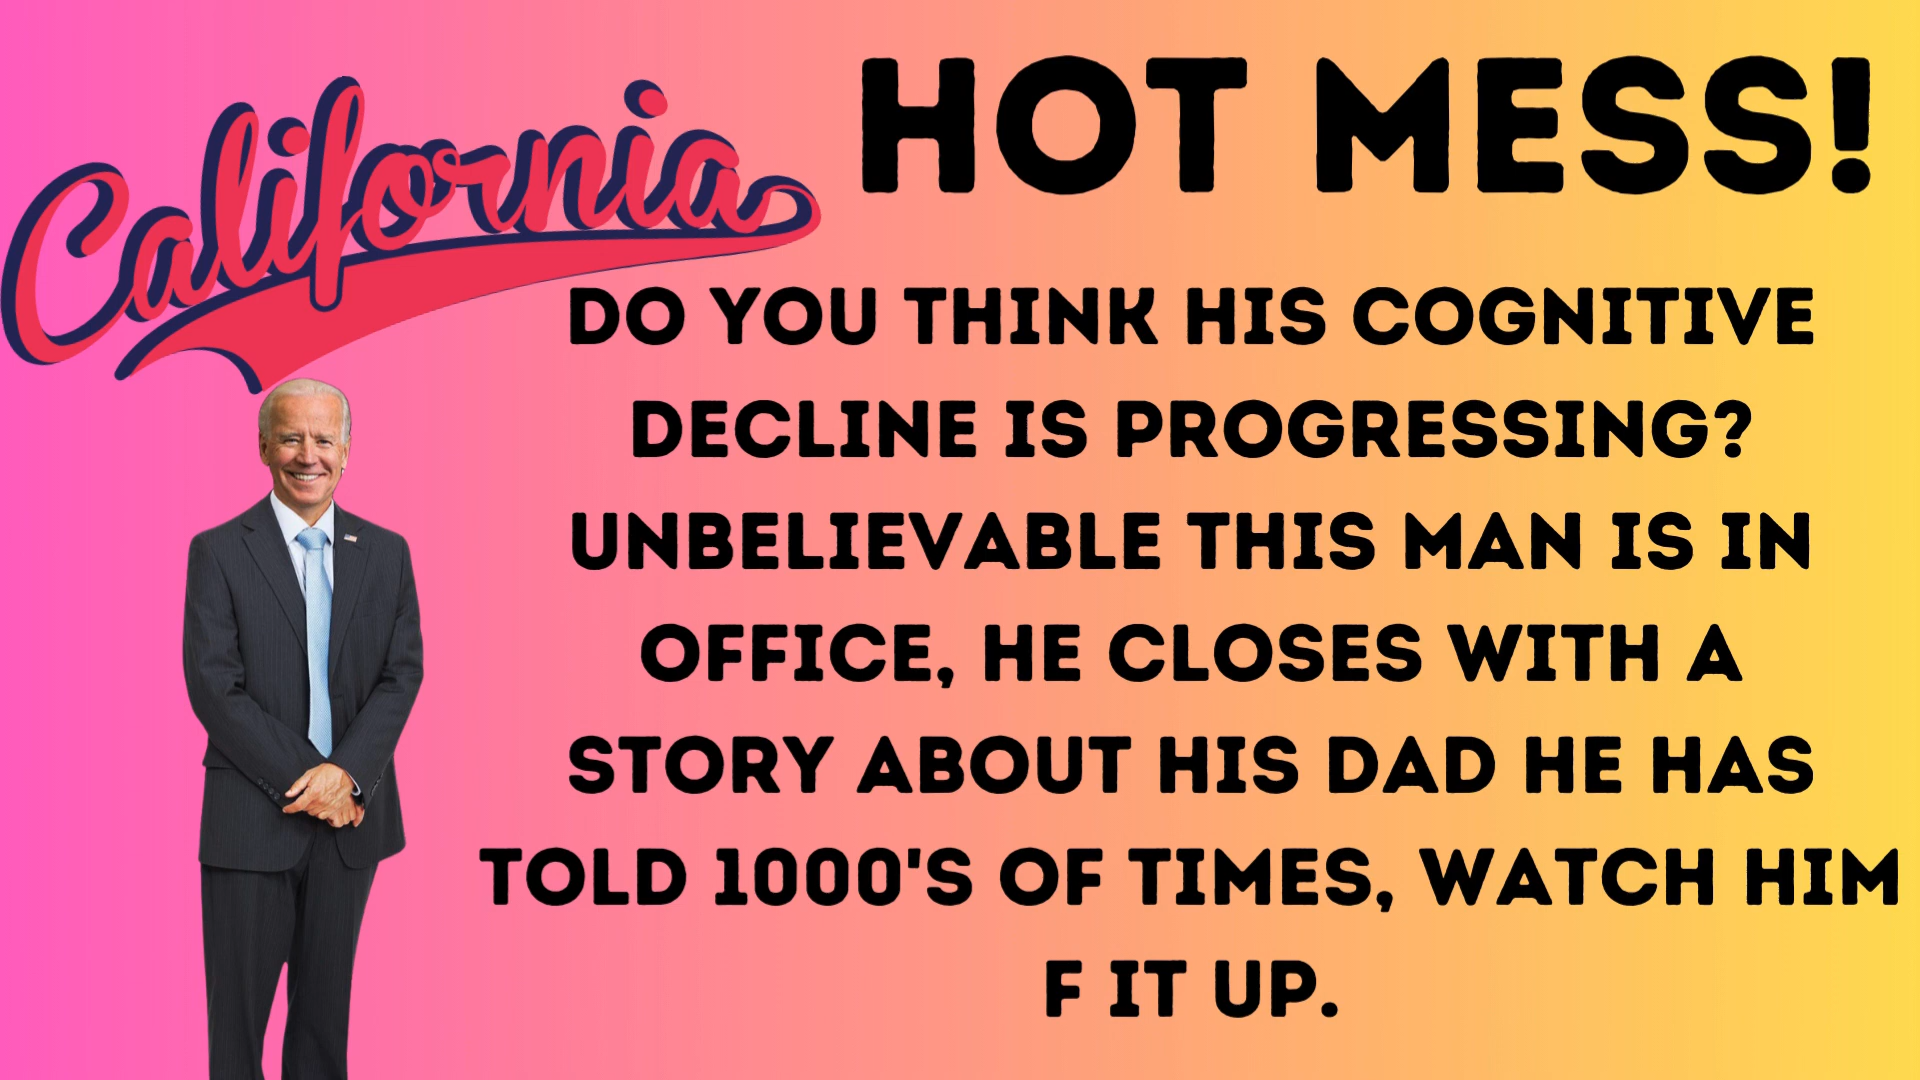 California
HOT MESS!
DO YOU THINK HIS COGNITIVE
DECLINE IS PROGRESSING?
UNBELIEVABLE THIS MAN IS IN
OFFICE, HE CLOSES WITH A
STORY ABOUT HIS DAD HE HAS
TOLD 1000'S OF TIMES, WATCH HIM
F IT UP.